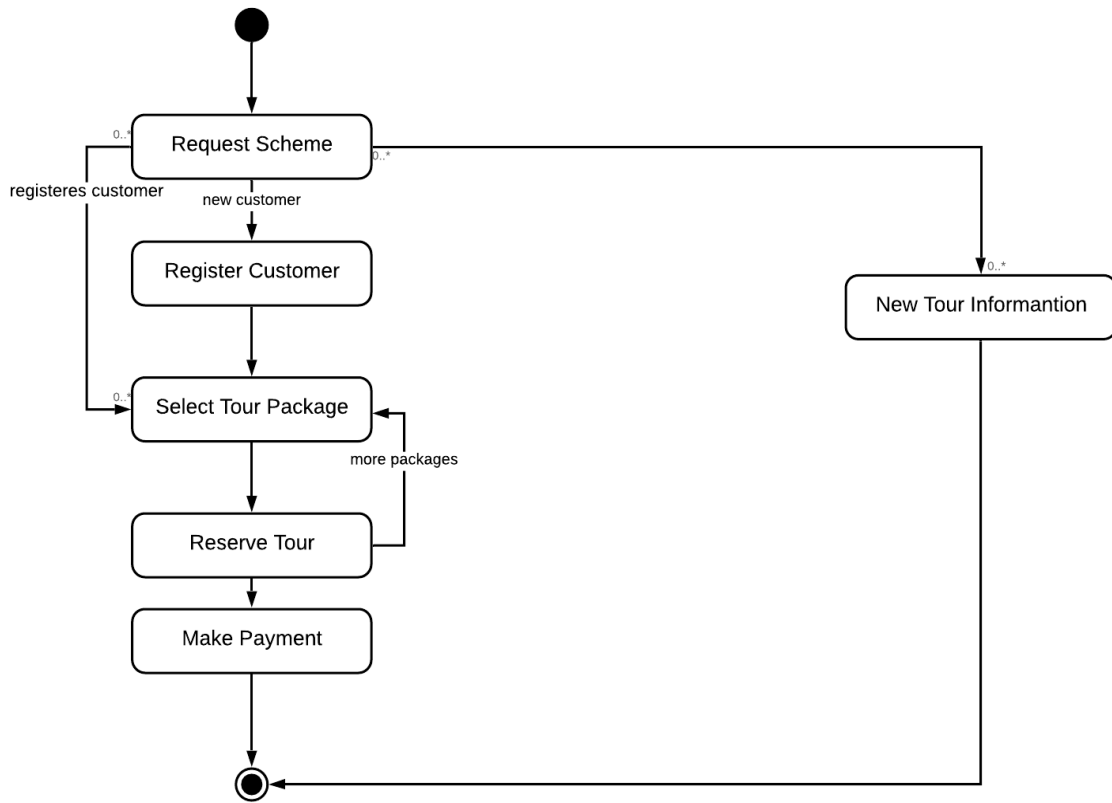 0..*
Request Scheme
0..*
registeres customer
new customer
Register Customer
0..*
New Tour Informantion
0..*
Select Tour Package
more packages
Reserve Tour
Make Payment